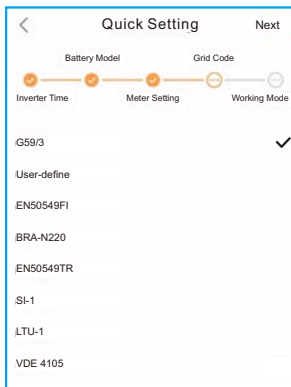 Quick Setting Next
Battery Model Grid Code
Inverter Time Meter Setting Working Mode
G59/3
User-define
EN50549FI
BRA-N220
EN50549TR
SI-1
LTU-1
VDE 4105